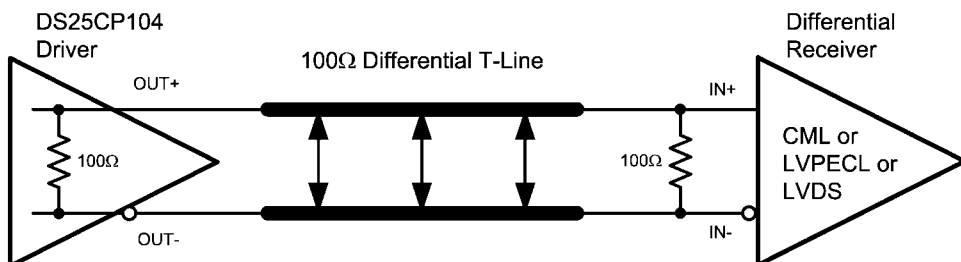 DS25CP104
Driver
Differential
Receiver
100Ω Differential T-Line
OUT+
IN+
100Ω
100Ω
CML or
LVPECL or
LVDS
OUT-
IN-